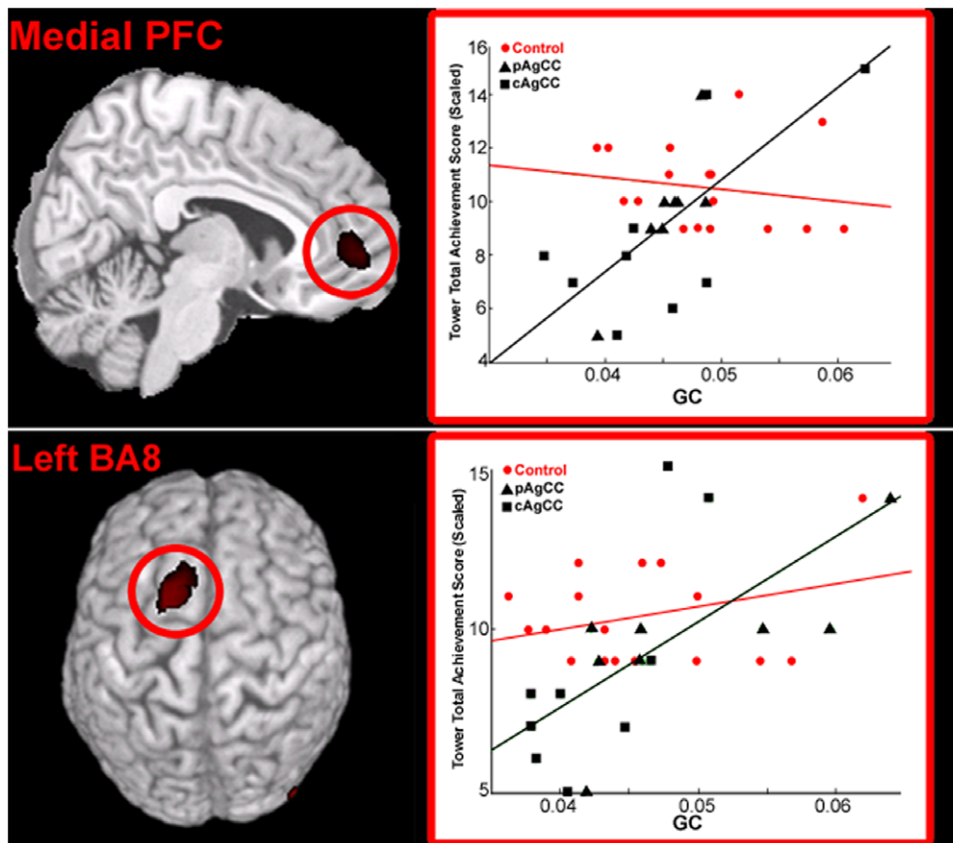 Medial PFC
Tower Total Achievement Score (Scaled)
16
14
12
10
8
6
4
Control
pAgCC
cAgCC
0.04
0.05
0.06
GC
Left BA8
Tower Total Achievement Score (Scaled)
15
10
5
Control
pAgCC
cAgCC
0.04
0.05
0.06
GC